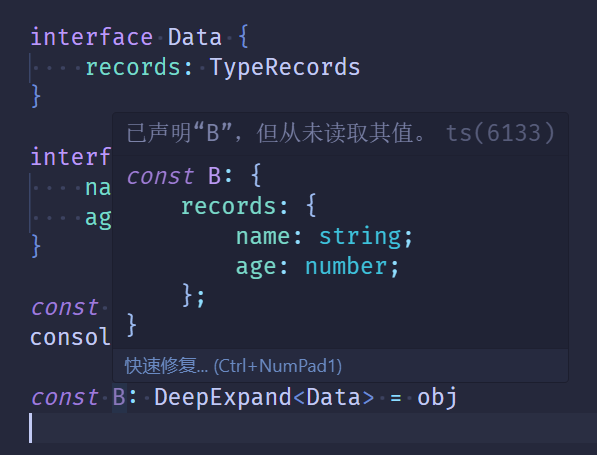 interface Data {
    records: TypeRecords
}
已声明“B”，但从未读取其值。 ts(6133)
interf
const B: {
na
    records: {
ag
        name: string;
}
        age: number;
    };
const
}
consol
快速修复... (Ctrl+NumPad1)
const B: DeepExpand<Data> = obj